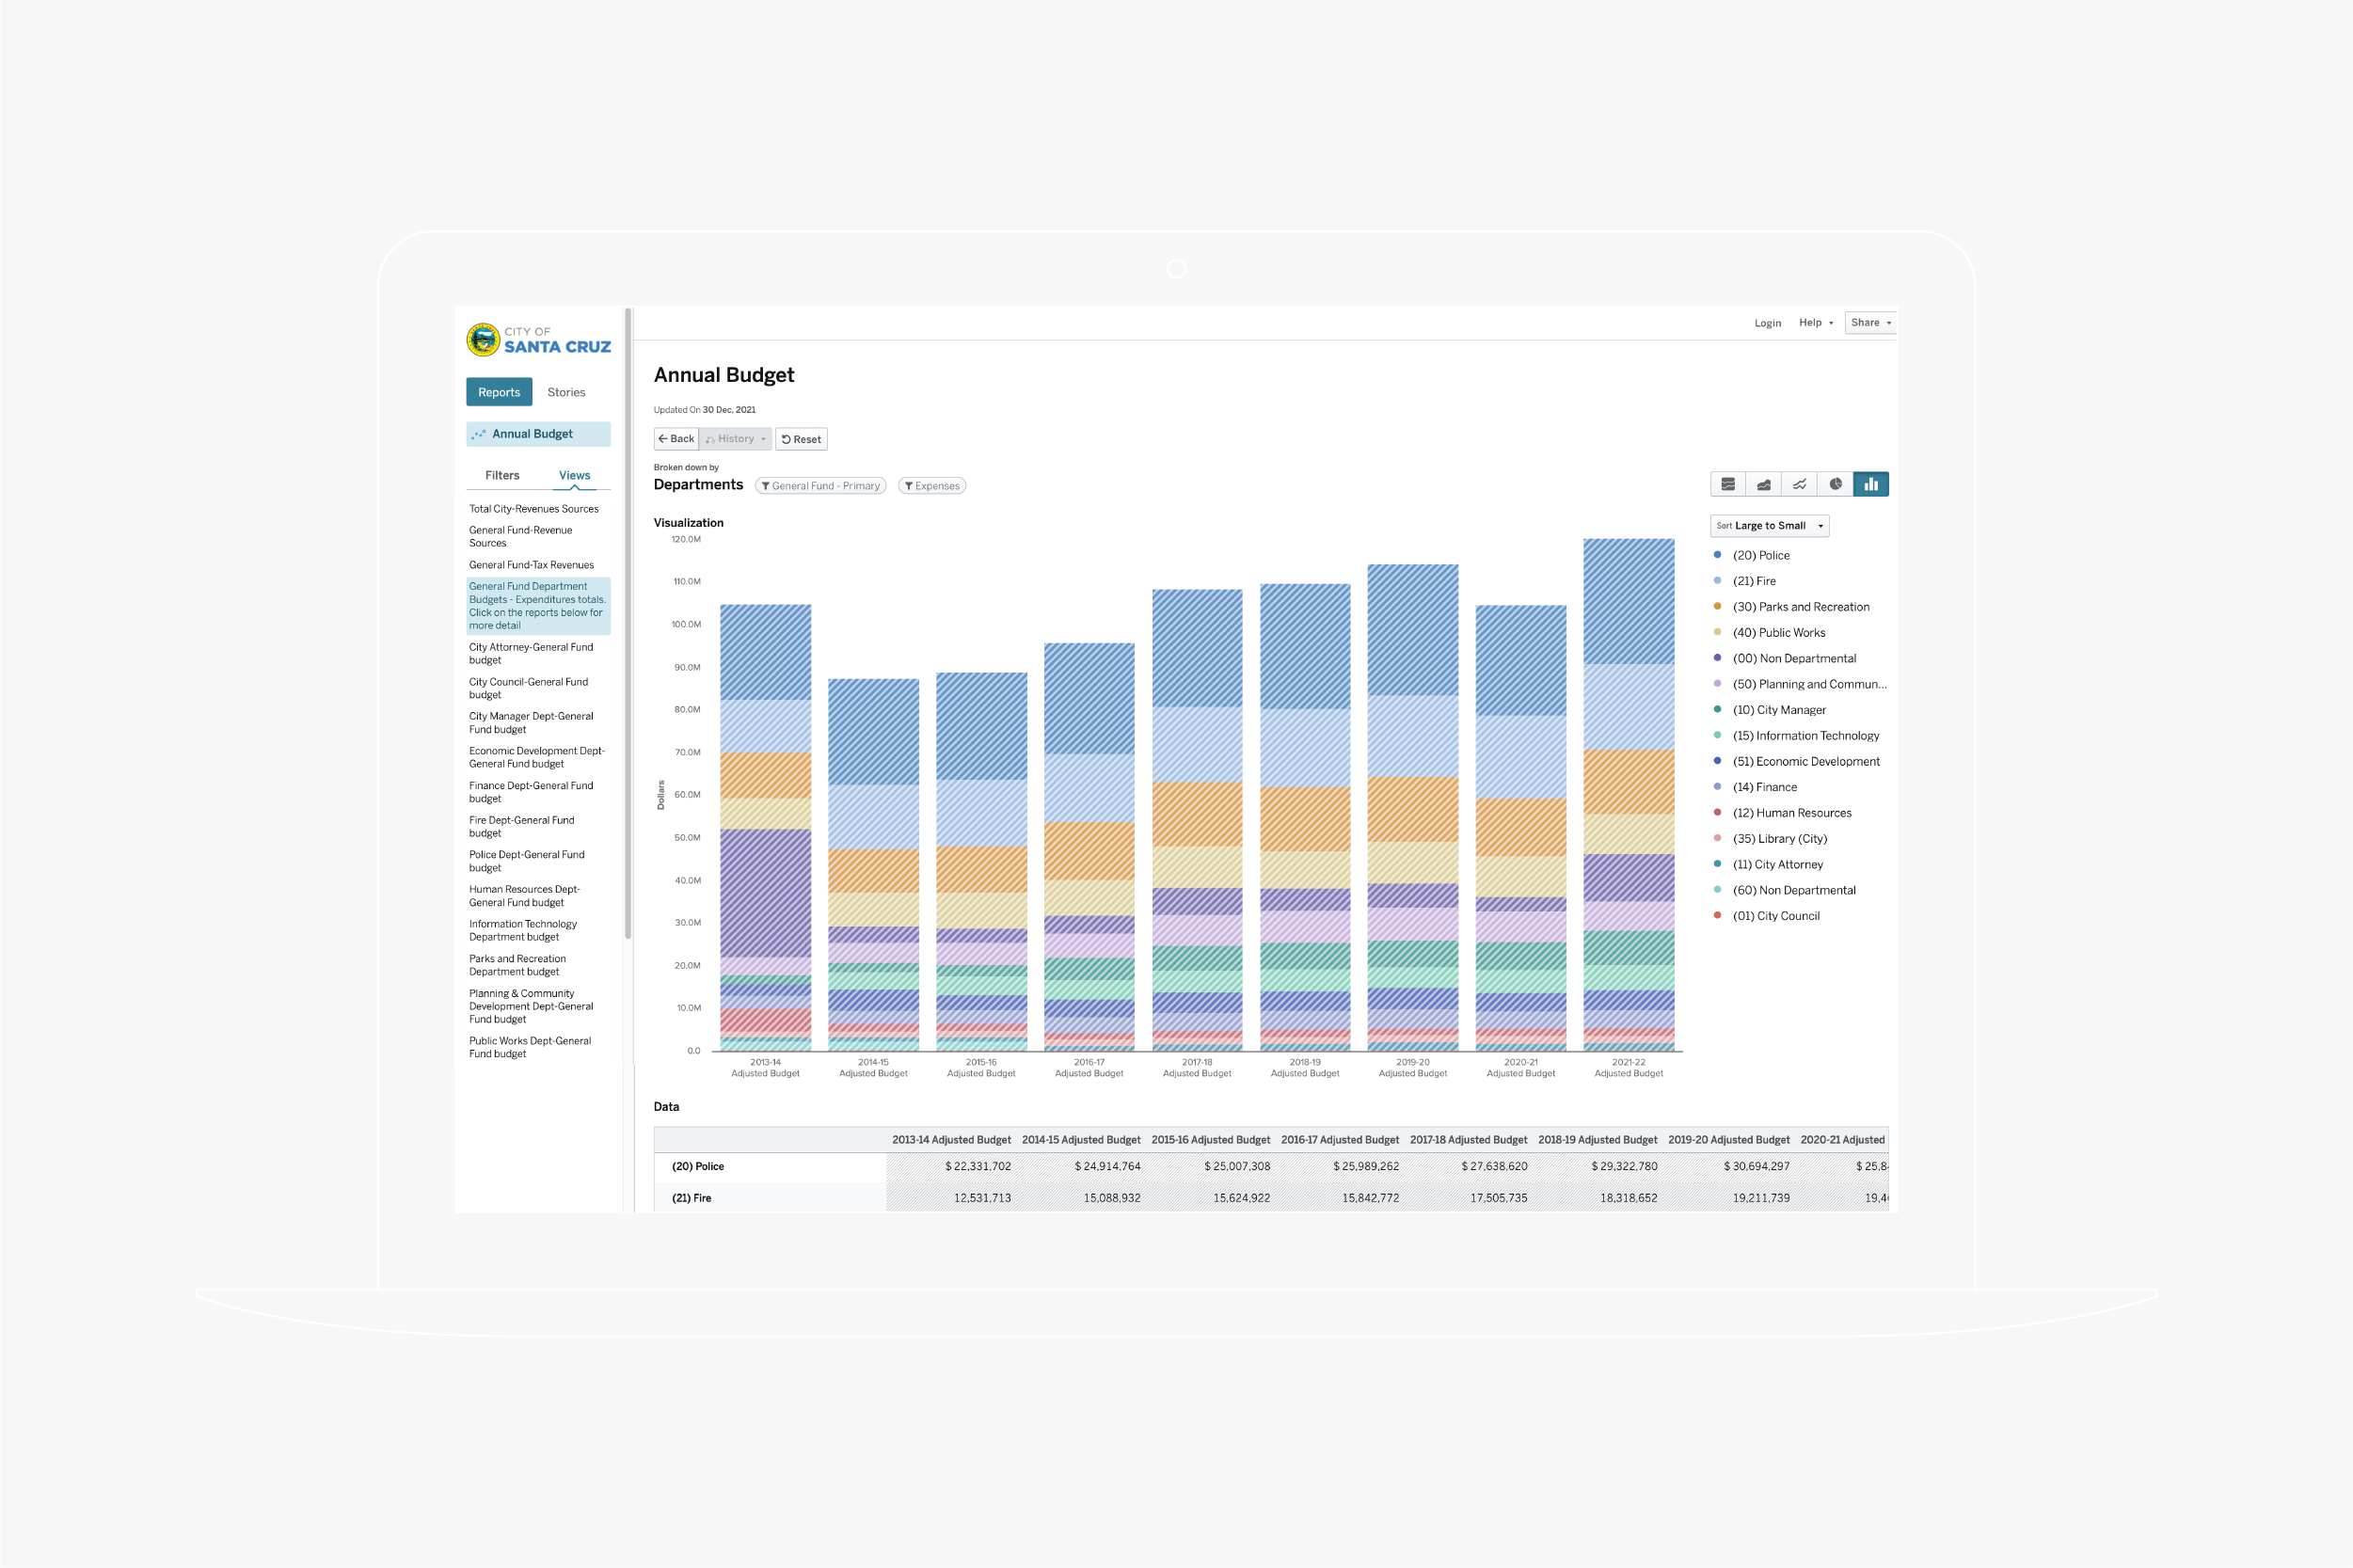 CITY OF
SANTA CRUZ
Login Help Share
Reports Stories
Annual Budget
Filters Views
Total City-Revenues Sources
General Fund-Revenue
Sources
General Fund-Tax Revenues
General Fund Department
Budgets - Expenditures totals.
Click on the reports below for
more detail
City Attorney-General Fund
budget
City Council-General Fund
budget
City Manager Dept-General
Fund budget
Economic Development Dept-
General Fund budget
Finance Dept-General Fund
budget
Fire Dept-General Fund
budget
Police Dept-General Fund
budget
Human Resources Dept-
General Fund budget
Information Technology
Department budget
Parks and Recreation
Department budget
Planning & Community
Development Dept-General
Fund budget
Public Works Dept-General
Fund budget
Annual Budget
Updated On 30 Dec, 2021
Back History Reset
Broken down by
Departments General Fund - Primary Expenses
Visualization
120.0M
110.0M
100.0M
90.0M
80.0M
70.0M
60.0M
50.0M
40.0M
30.0M
20.0M
10.0M
0.0
Dollars
2013-14 2014-15 2015-16 2016-17 2017-18 2018-19 2019-20 2020-21 2021-22
Adjusted Budget Adjusted Budget Adjusted Budget Adjusted Budget Adjusted Budget Adjusted Budget Adjusted Budget Adjusted Budget Adjusted Budget
Sort Large to Small
(20) Police
(21) Fire
(30) Parks and Recreation
(40) Public Works
(00) Non Departmental
(50) Planning and Commun...
(10) City Manager
(15) Information Technology
(51) Economic Development
(14) Finance
(12) Human Resources
(35) Library (City)
(11) City Attorney
(60) Non Departmental
(01) City Council
Data
2013-14 Adjusted Budget 2014-15 Adjusted Budget 2015-16 Adjusted Budget 2016-17 Adjusted Budget 2017-18 Adjusted Budget 2018-19 Adjusted Budget 2019-20 Adjusted Budget 2020-21 Adjusted
(20) Police $ 22,331,702 $ 24,914,764 $ 25,007,308 $ 25,989,262 $ 27,638,620 $ 29,322,780 $ 30,694,297 $ 25,8
(21) Fire 12,531,713 15,088,932 15,624,922 15,842,772 17,505,735 18,318,652 19,211,739 19,4